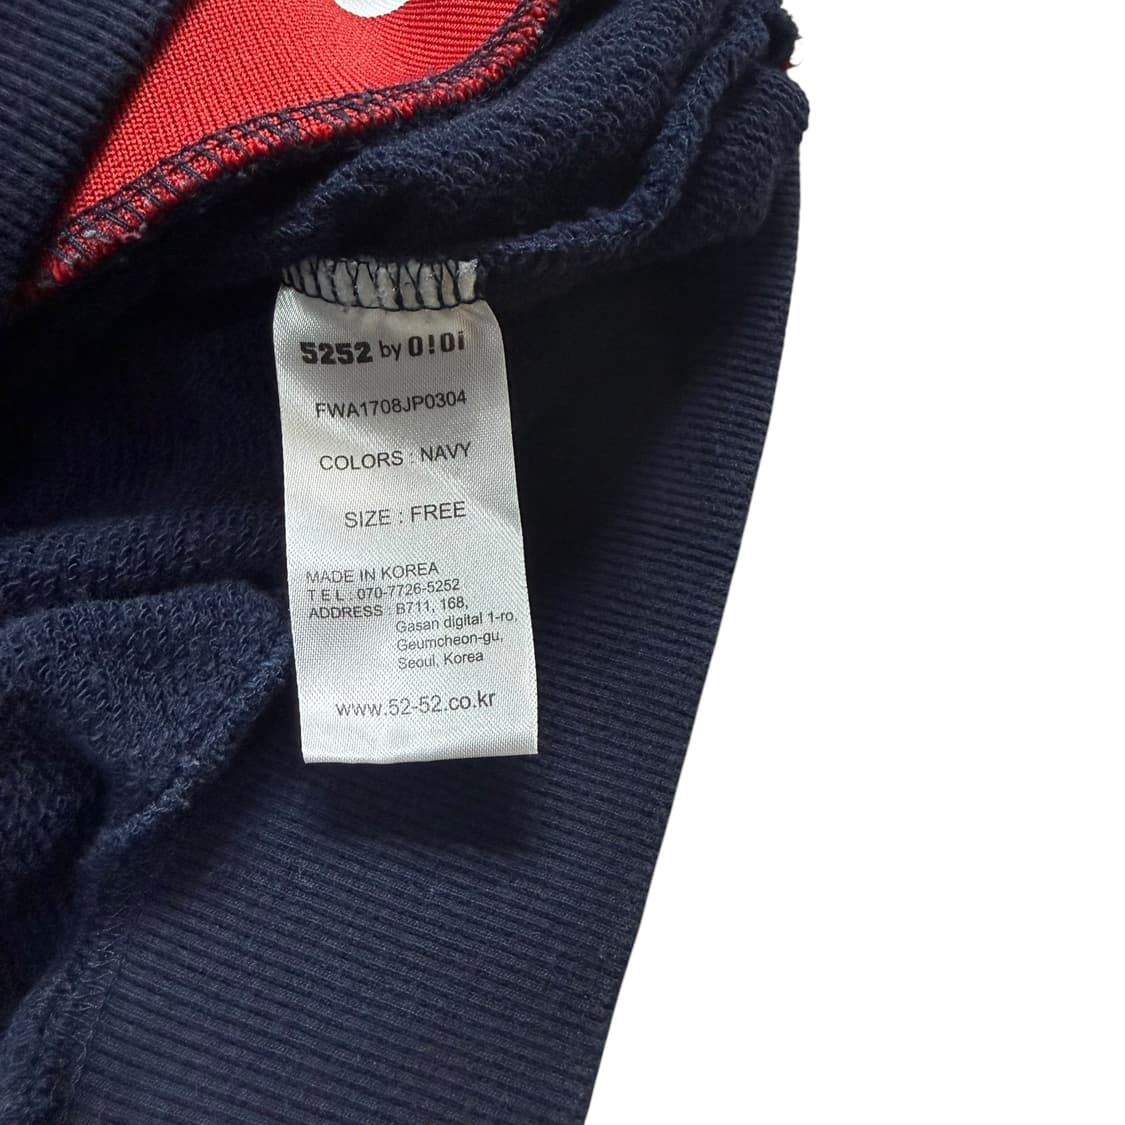 5252 by O!Oi
FWA1708JP0304
COLORS : NAVY
SIZE : FREE
MADE IN KOREA
T E L : 070-7726-5252
ADDRESS : B711, 168,
Gasan digital 1-ro,
Geumcheon-gu,
Seoul, Korea
www.52-52.co.kr